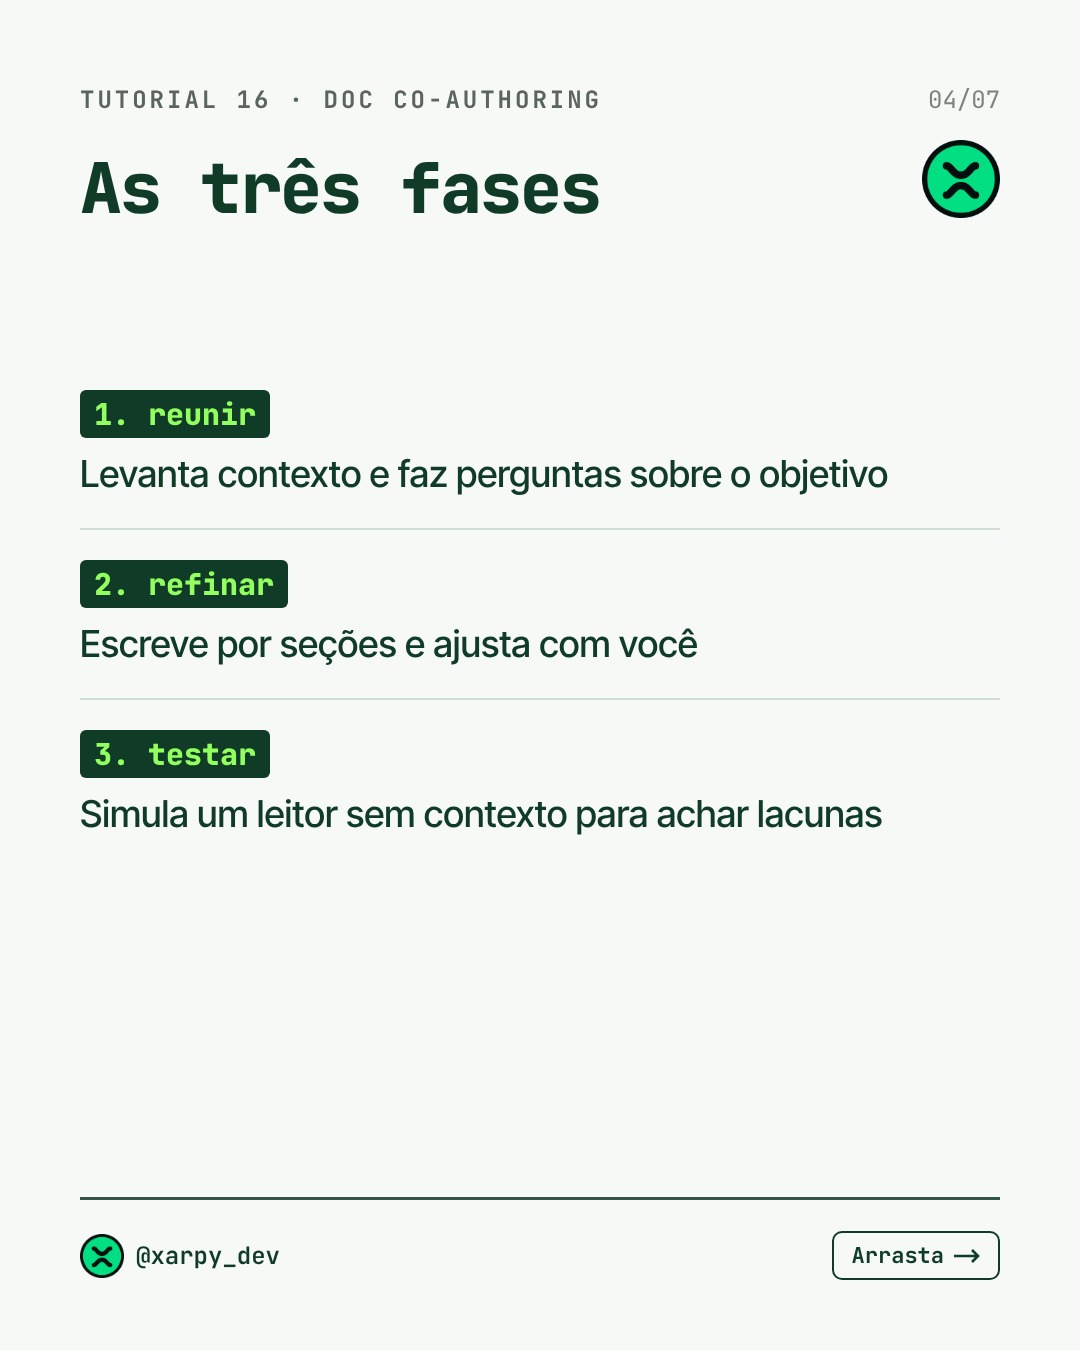 TUTORIAL 16 · DOC CO-AUTHORING
04/07
As três fases
1. reunir
Levanta contexto e faz perguntas sobre o objetivo
2. refinar
Escreve por seções e ajusta com você
3. testar
Simula um leitor sem contexto para achar lacunas
@xarpy_dev
Arrasta →